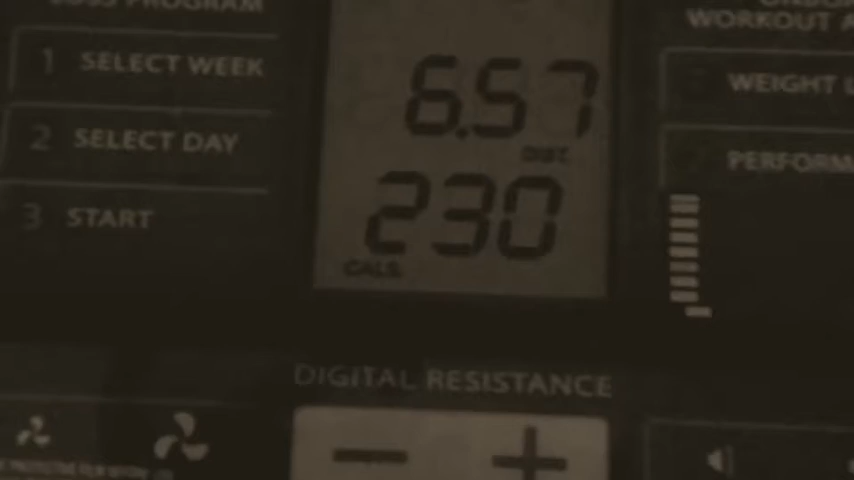 LOSS PROGRAM
1 SELECT WEEK
2 SELECT DAY
3 START
6.57
DIST.
230
CALS.
WORKOUT
WEIGHT
DIGITAL RESISTANCE
− +